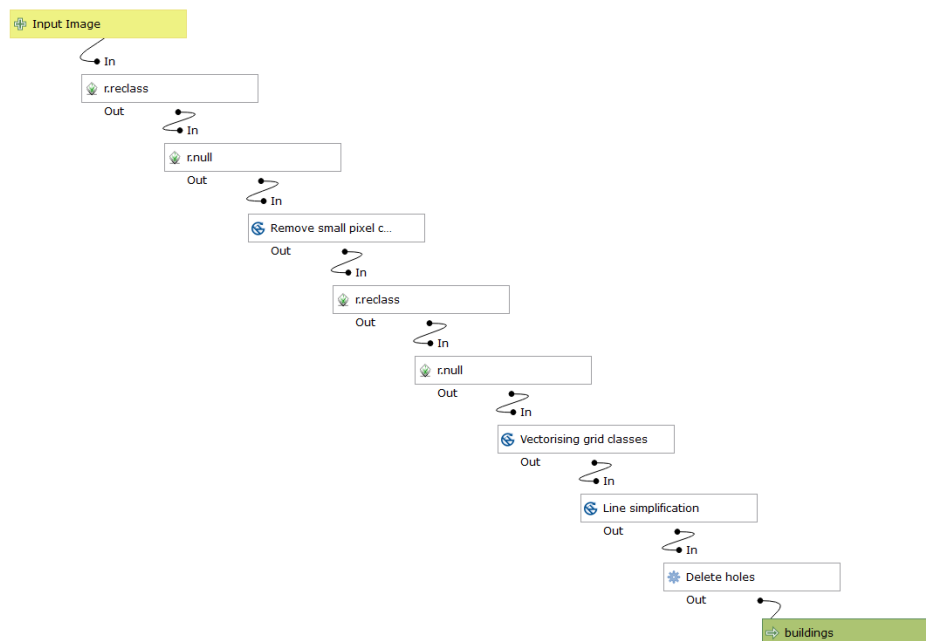 Input Image
In
r.reclass
Out
In
r.null
Out
In
Remove small pixel c...
Out
In
r.reclass
Out
In
r.null
Out
In
Vectorising grid classes
Out
In
Line simplification
Out
In
Delete holes
Out
buildings